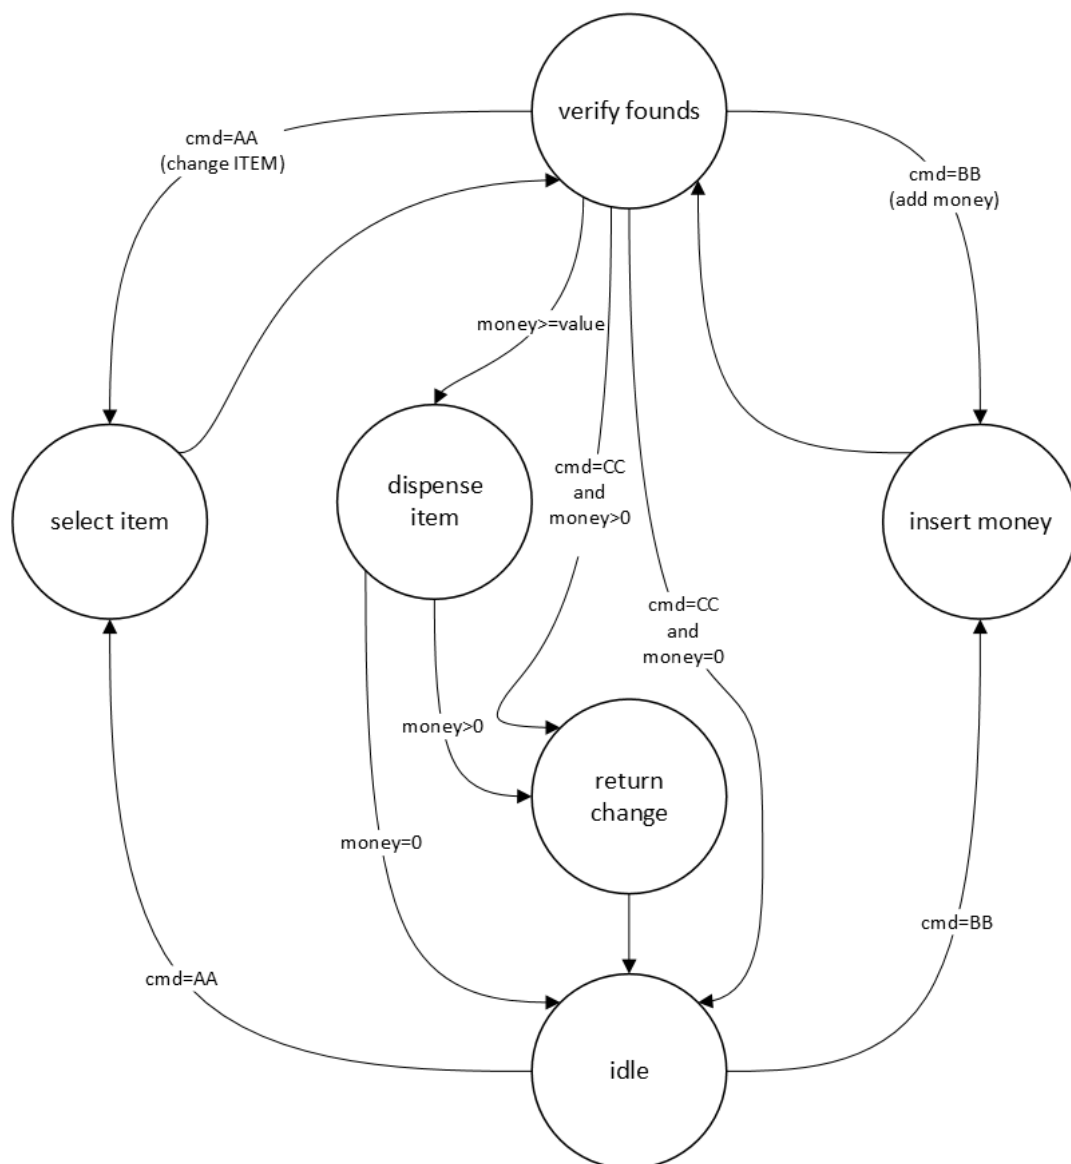 verify founds
cmd=AA
(change ITEM)
cmd=BB
(add money)
money>=value
cmd=CC
and
money>0
dispense
item
select item
insert money
cmd=CC
and
money=0
money>0
return
change
money=0
cmd=BB
cmd=AA
idle